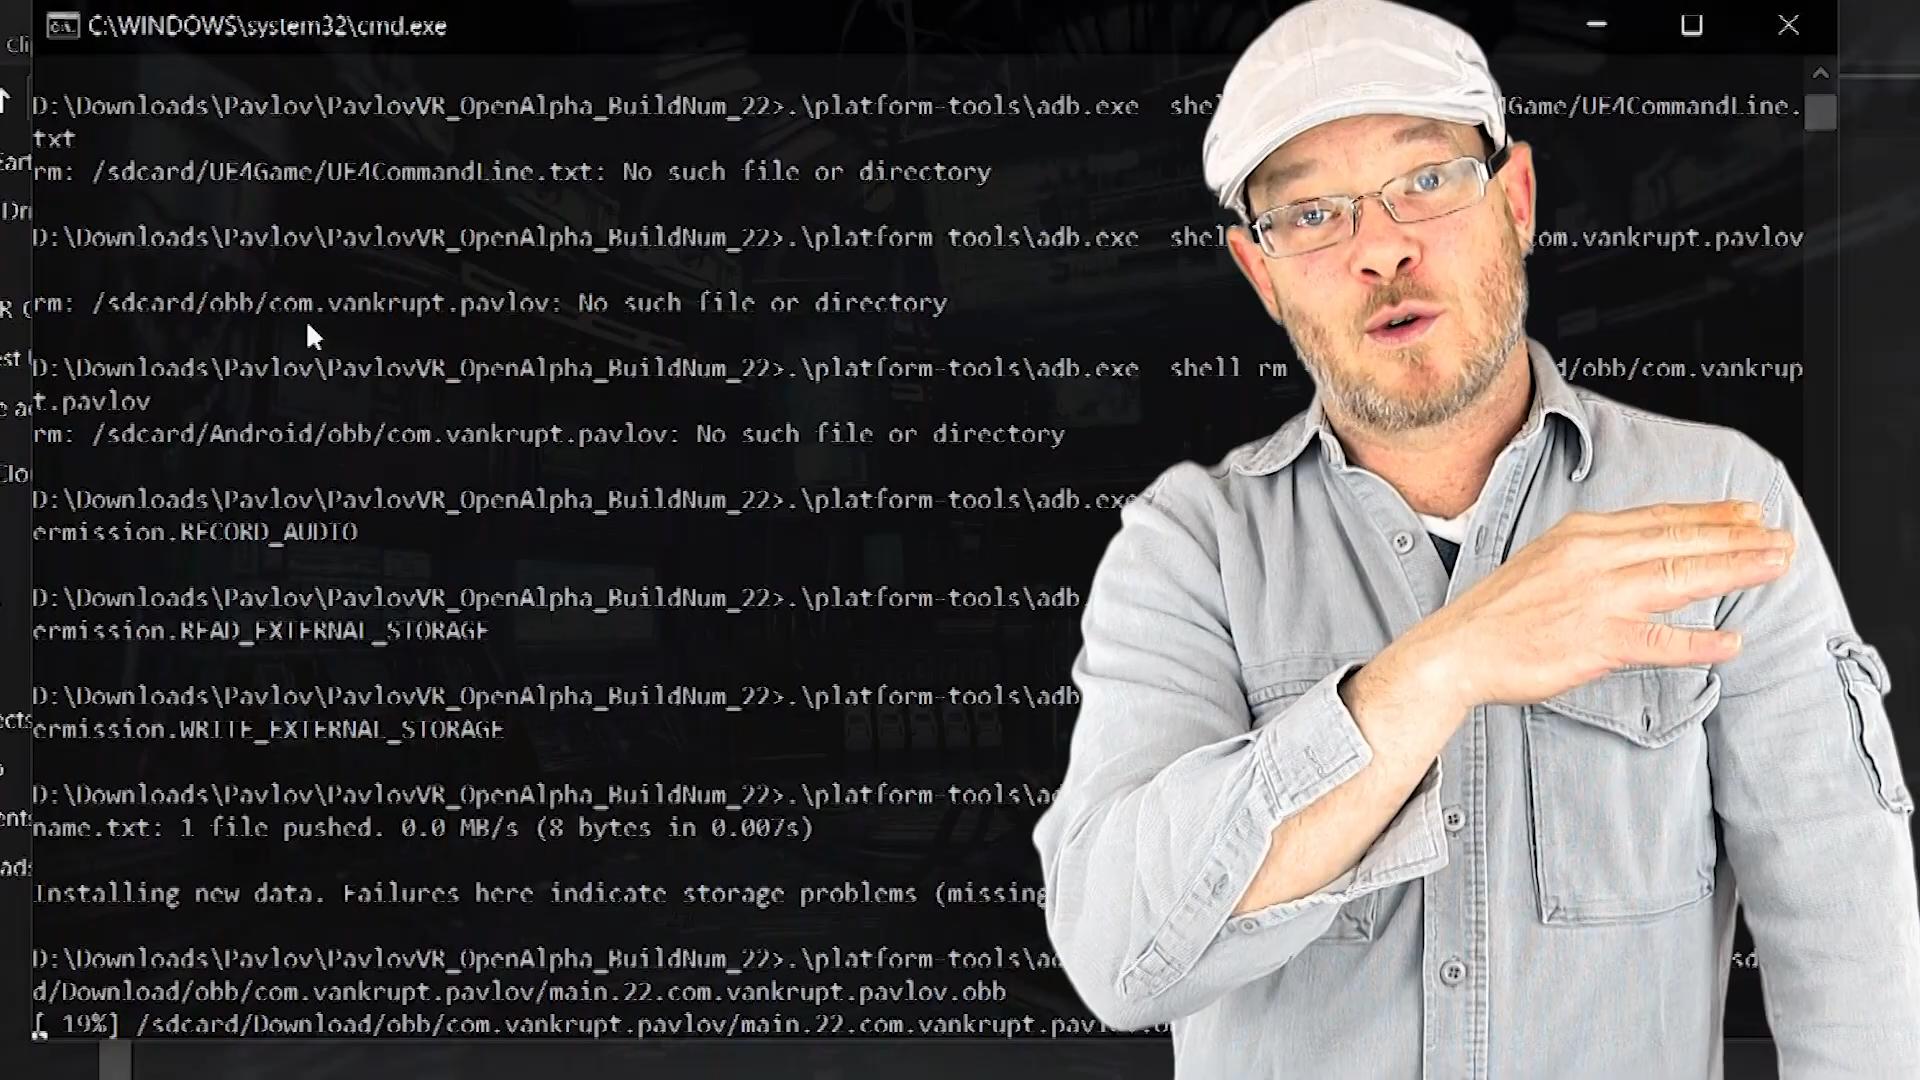 C:\WINDOWS\system32\cmd.exe
D:\Downloads\Pavlov\PavlovVR_OpenAlpha_BuildNum_22>.\platform-tools\adb.exe  shel Game/UE4CommandLine.
txt
rm: /sdcard/UE4Game/UE4CommandLine.txt: No such file or directory
D:\Downloads\Pavlov\PavlovVR_OpenAlpha_BuildNum_22>.\platform tools\adb.exe  shel com.vankrupt.pavlov
rm: /sdcard/obb/com.vankrupt.pavlov: No such file or directory
D:\Downloads\Pavlov\PavlovVR_OpenAlpha_BuildNum_22>.\platform-tools\adb.exe  shell rm d/obb/com.vankrup
t.pavlov
rm: /sdcard/Android/obb/com.vankrupt.pavlov: No such file or directory
D:\Downloads\Pavlov\PavlovVR_OpenAlpha_BuildNum_22>.\platform-tools\adb.exe
ermission.RECORD_AUDIO
D:\Downloads\Pavlov\PavlovVR_OpenAlpha_BuildNum_22>.\platform-tools\adb.
ermission.READ_EXTERNAL_STORAGE
D:\Downloads\Pavlov\PavlovVR_OpenAlpha_BuildNum_22>.\platform-tools\adb
ermission.WRITE_EXTERNAL_STORAGE
D:\Downloads\Pavlov\PavlovVR_OpenAlpha_BuildNum_22>.\platform-tools\ad
name.txt: 1 file pushed. 0.0 MB/s (8 bytes in 0.007s)
Installing new data. Failures here indicate storage problems (missing
D:\Downloads\Pavlov\PavlovVR_OpenAlpha_BuildNum_22>.\platform-tools\ad sd
d/Download/obb/com.vankrupt.pavlov/main.22.com.vankrupt.pavlov.obb
[ 19%] /sdcard/Download/obb/com.vankrupt.pavlov/main.22.com.vankrupt.pavlov.o